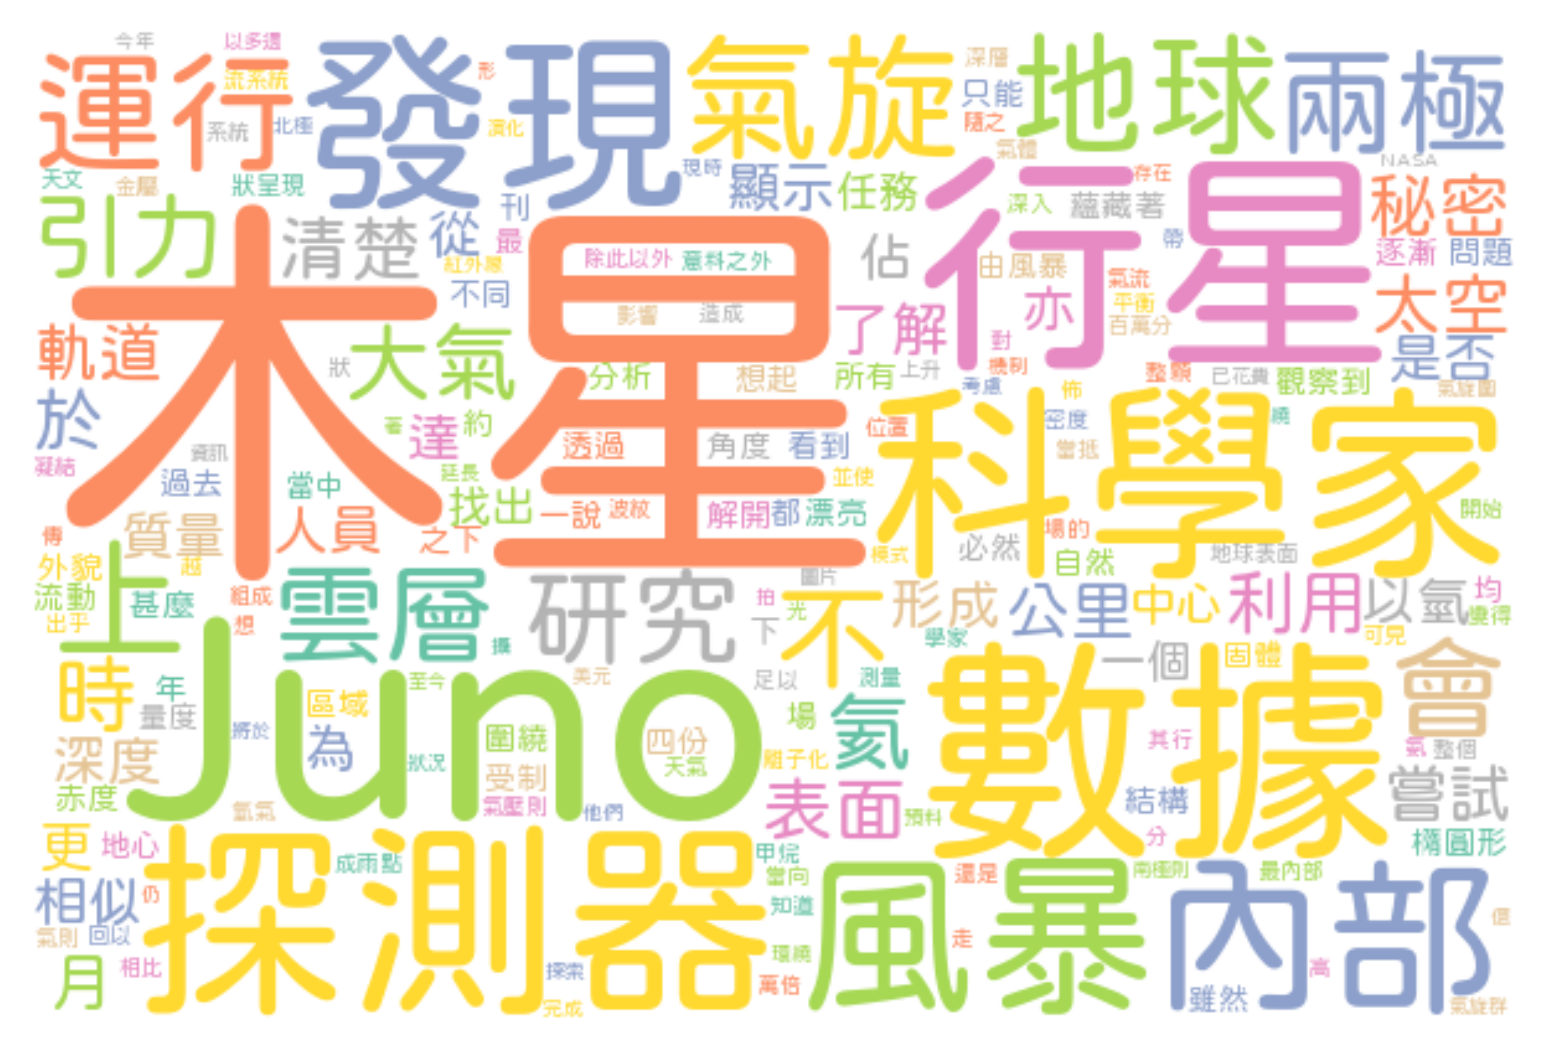 今年
以多邊
運行
流系統
系統
北極
天文
金屬
狀呈現
發現
形
演化
氣旋
深層
只能
隨之
氣體
地球
兩極
NASA
現時
顯示
任務
刊
最
從
紅外線
不同
引力
清楚
行星
存在
深入
蘊藏著
帶
秘密
逐漸
問題
佔
由風暴
氣流
平衡
百萬分
亦
太空
是否
木星
除此以外
意料之外
影響
造成
了解
對
機制
整顆
已花費
觀察到
氣旋圍
軌道
大氣
狀
分析
想起
所有
上升
考慮
佈
於
著
約
達
延長
找出
透過
角度
看到
位置
密度
當抵
繞
科學家
凝結
資訊
過去
當中
一說
波紋
解開
都
漂亮
並使
開始
傳
質量
人員
之下
模式
必然
場的
自然
地球表面
外貌
越
流動
出乎
甚麼
組成
想
上
雲層
攝
研究
圖片
拍
光
下
不
形成
公里
中心
利用
以氫
均
變得
可見
學家
時
年
量度
Juno
至今
美元
足以
測量
一個
固體
數據
會
將於
區域
為
狀況
圍繞
受制
四份
天氣
場
氦
離子化
其行
氣
整個
深度
赤度
氫氣
氣壓則
他們
表面
預料
結構
分
嘗試
橢圓形
更
地心
探測器
成雨點
甲烷
當向
還是
南極則
最內部
相似
仍
氣則
回以
月
相比
知道
環繞
走
探索
完成
萬倍
風暴
內部
高
雖然
氣旋群